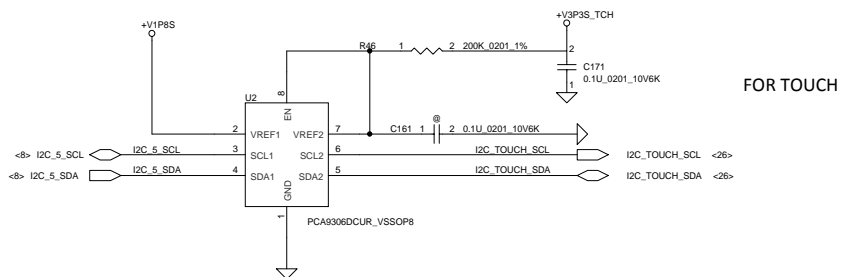 +V3P3S_TCH
+V1P8S
R46 1 2 200K_0201_1% 2
C171
0.1U_0201_10V6K
1
FOR TOUCH
U2
8
EN
C161 1 @ 2 0.1U_0201_10V6K
2 VREF1 VREF2 7
<8> I2C_5_SCL I2C_5_SCL 3 SCL1 SCL2 6 I2C_TOUCH_SCL I2C_TOUCH_SCL <26>
<8> I2C_5_SDA I2C_5_SDA 4 SDA1 SDA2 5 I2C_TOUCH_SDA I2C_TOUCH_SDA <26>
GND
1
PCA9306DCUR_VSSOP8